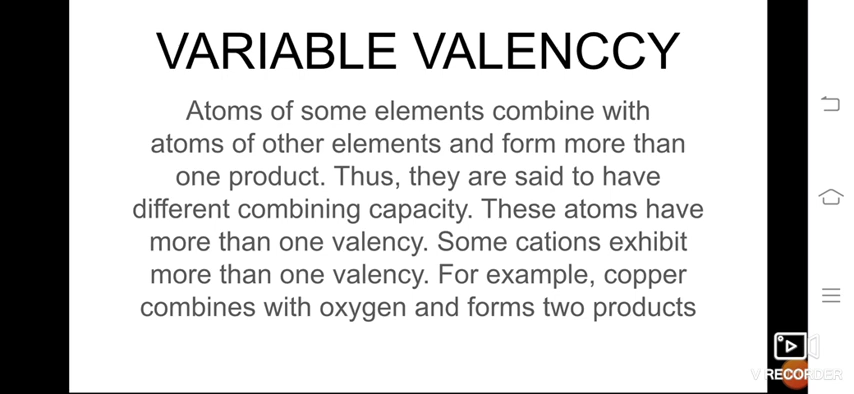 VARIABLE VALENCCY
Atoms of some elements combine with
atoms of other elements and form more than
one product. Thus, they are said to have
different combining capacity. These atoms have
more than one valency. Some cations exhibit
more than one valency. For example, copper
combines with oxygen and forms two products
V RECORDER